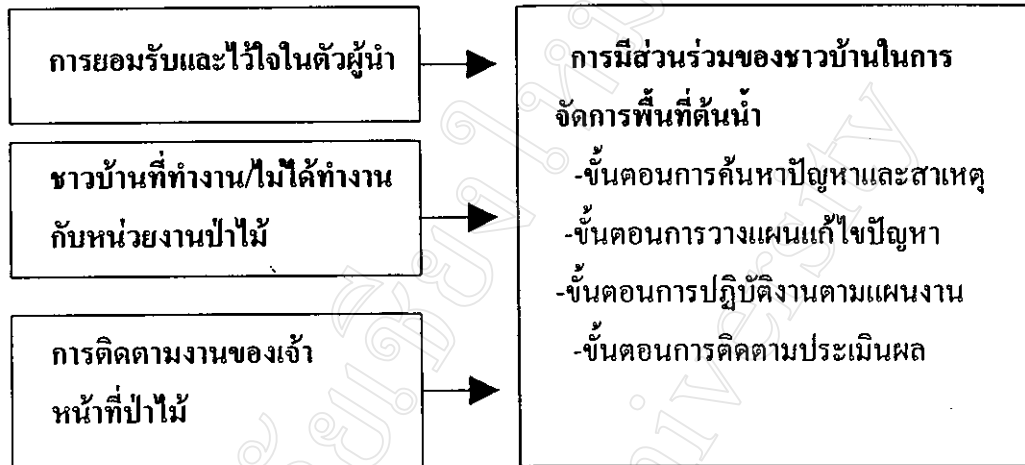 การยอมรับและไว้ใจในตัวผู้นำ
ชาวบ้านที่ทำงาน/ไม่ได้ทำงาน
กับหน่วยงานป่าไม้
การติดตามงานของเจ้า
หน้าที่ป่าไม้
การมีส่วนร่วมของชาวบ้านในการ
จัดการพื้นที่ต้นน้ำ
-ขั้นตอนการค้นหาปัญหาและสาเหตุ
-ขั้นตอนการวางแผนแก้ไขปัญหา
-ขั้นตอนการปฏิบัติงานตามแผนงาน
-ขั้นตอนการติดตามประเมินผล